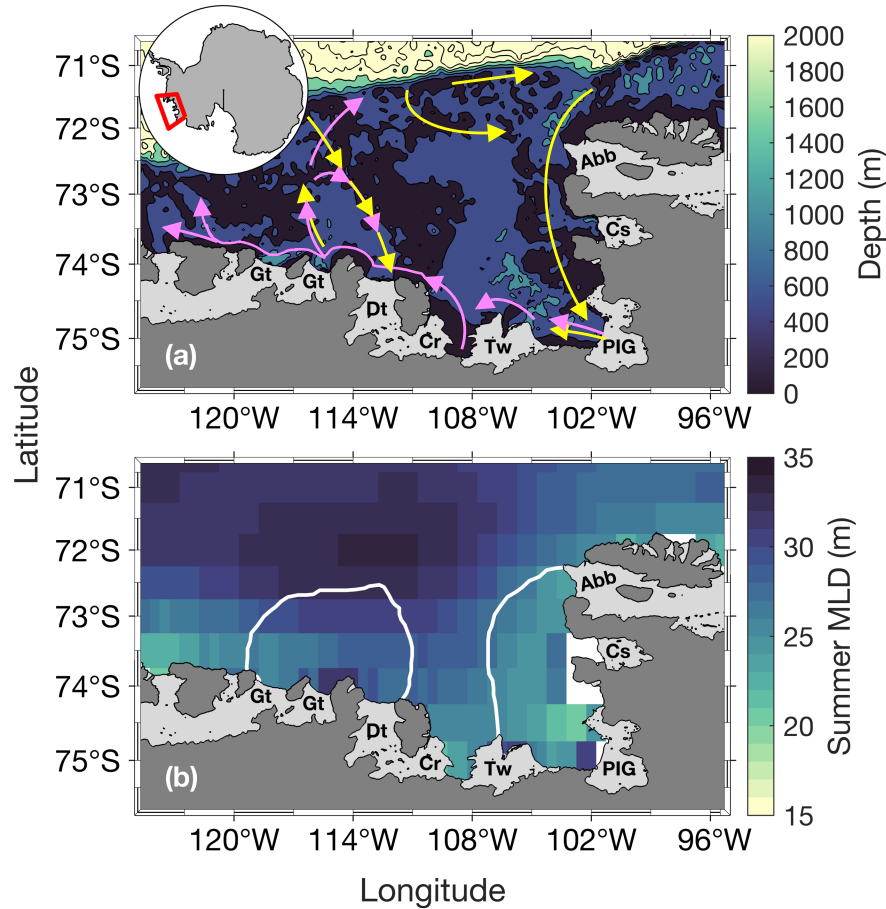 71°S
72°S
73°S
74°S
75°S
Abb
Cs
Gt
Gt
Dt
Cr
Tw
PIG
(a)
120°W
114°W
108°W
102°W
96°W
2000
1800
1600
1400
1200
1000
800
600
400
200
0
Depth (m)
Latitude
71°S
72°S
73°S
74°S
75°S
Abb
Cs
Gt
Gt
Dt
Cr
Tw
PIG
(b)
120°W
114°W
108°W
102°W
96°W
35
30
25
20
15
Summer MLD (m)
Longitude